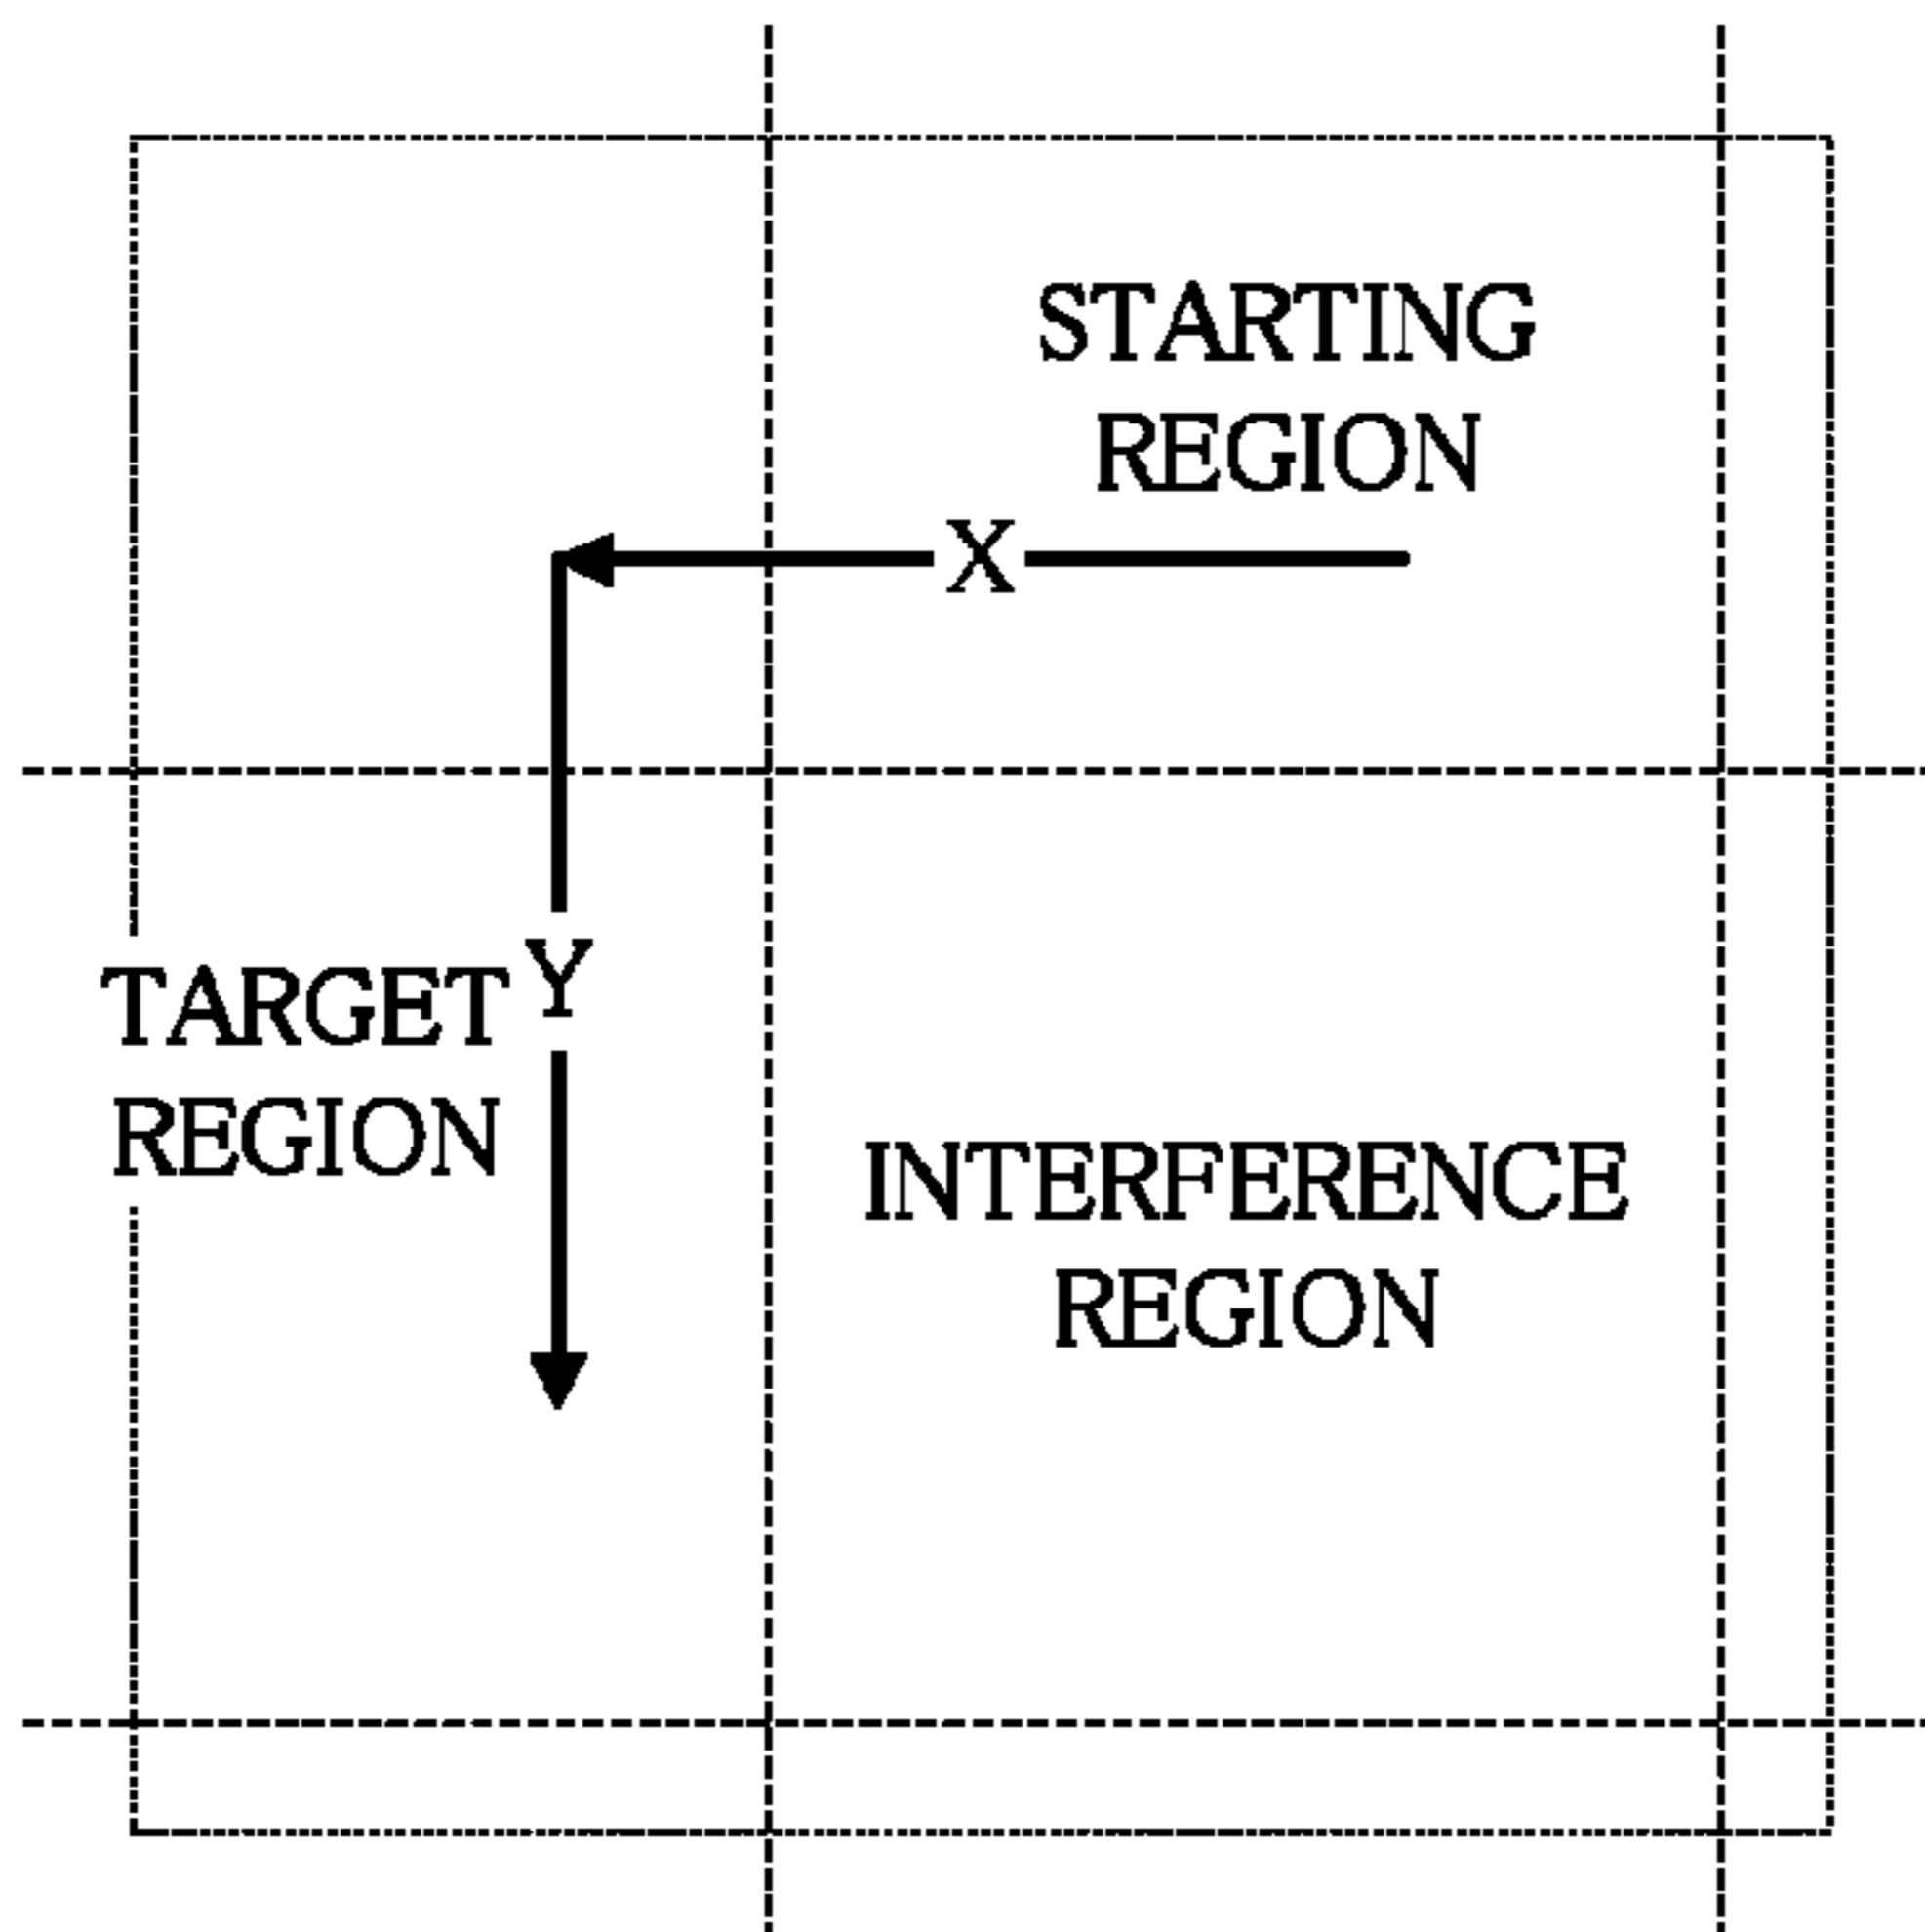 STARTING
REGION
X
TARGET
REGION
Y
INTERFERENCE
REGION